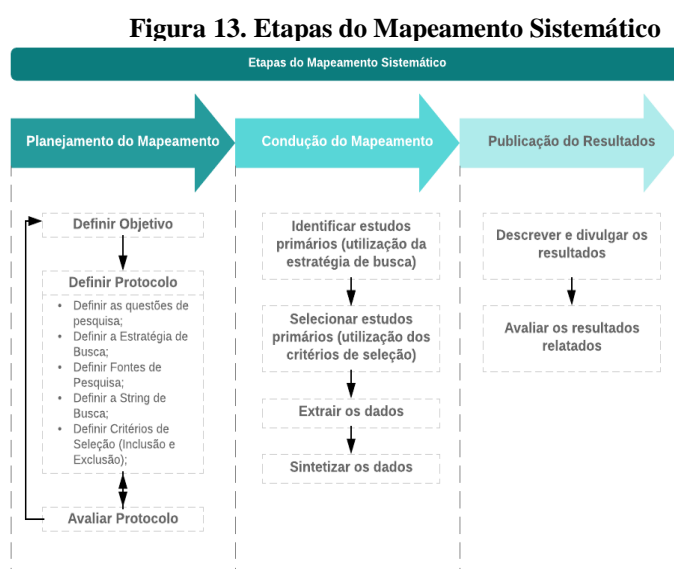 Figura 13. Etapas do Mapeamento Sistemático
Etapas do Mapeamento Sistemático
Planejamento do Mapeamento
Condução do Mapeamento
Publicação do Resultados
Definir Objetivo
Definir Protocolo
• Definir as questões de
pesquisa;
• Definir a Estratégia de
Busca;
• Definir Fontes de
Pesquisa;
• Definir a String de
Busca;
• Definir Critérios de
Seleção (Inclusão e
Exclusão);
Avaliar Protocolo
Identificar estudos
primários (utilização da
estratégia de busca)
Selecionar estudos
primários (utilização dos
critérios de seleção)
Extrair os dados
Sintetizar os dados
Descrever e divulgar os
resultados
Avaliar os resultados
relatados